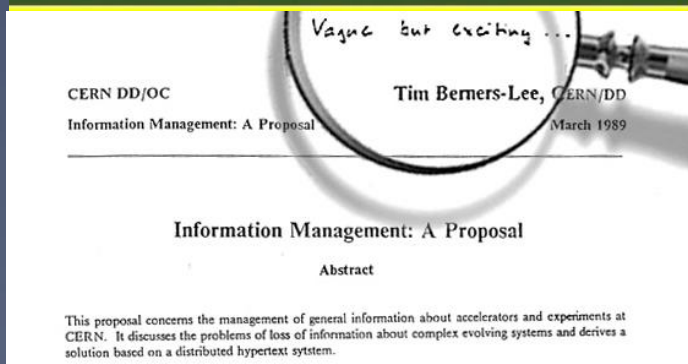 Vague but exciting ...
CERN DD/OC
Tim Berners-Lee, CERN/DD
Information Management: A Proposal
March 1989
Information Management: A Proposal
Abstract
This proposal concerns the management of general information about accelerators and experiments at
CERN. It discusses the problems of loss of information about complex evolving systems and derives a
solution based on a distributed hypertext sytstem.